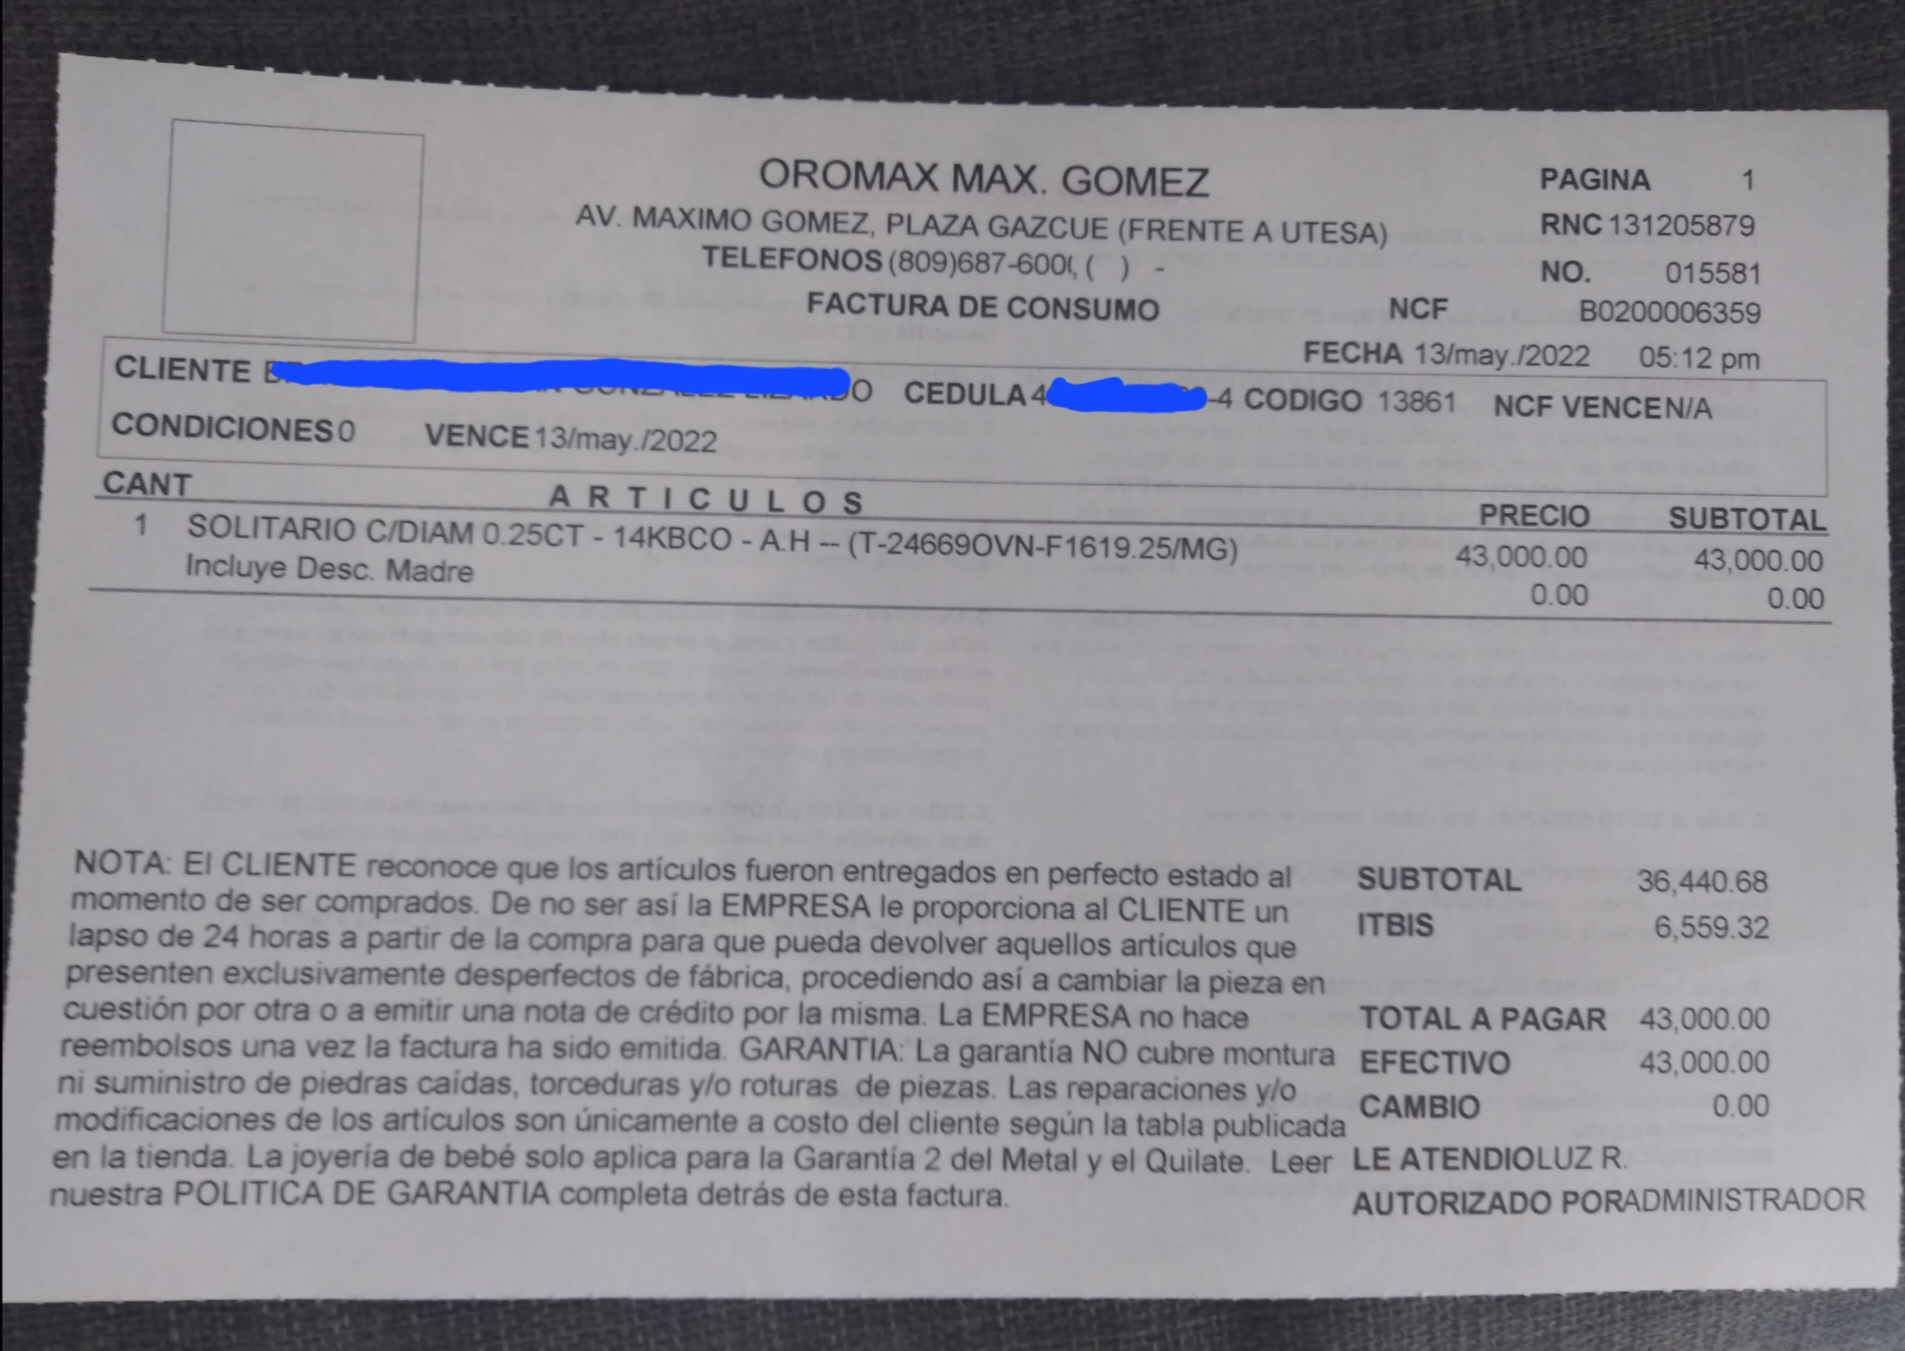 OROMAX MAX. GOMEZ
AV. MAXIMO GOMEZ, PLAZA GAZCUE (FRENTE A UTESA)
TELEFONOS (809)687-600(, ( ) -
FACTURA DE CONSUMO
PAGINA 1
RNC 131205879
NO. 015581
NCF B0200006359
FECHA 13/may./2022 05:12 pm
CLIENTE CEDULA 4 -4 CODIGO 13861 NCF VENCE N/A
CONDICIONES 0 VENCE 13/may./2022
CANT A R T I C U L O S PRECIO SUBTOTAL
1 SOLITARIO C/DIAM 0.25CT - 14KBCO - A.H -- (T-24669OVN-F1619.25/MG) 43,000.00 43,000.00
Incluye Desc. Madre 0.00 0.00
NOTA: El CLIENTE reconoce que los artículos fueron entregados en perfecto estado al
momento de ser comprados. De no ser así la EMPRESA le proporciona al CLIENTE un
lapso de 24 horas a partir de la compra para que pueda devolver aquellos artículos que
presenten exclusivamente desperfectos de fábrica, procediendo así a cambiar la pieza en
cuestión por otra o a emitir una nota de crédito por la misma. La EMPRESA no hace
reembolsos una vez la factura ha sido emitida. GARANTIA: La garantía NO cubre montura
ni suministro de piedras caídas, torceduras y/o roturas de piezas. Las reparaciones y/o
modificaciones de los artículos son únicamente a costo del cliente según la tabla publicada
en la tienda. La joyería de bebé solo aplica para la Garantía 2 del Metal y el Quilate. Leer
nuestra POLITICA DE GARANTIA completa detrás de esta factura.
SUBTOTAL 36,440.68
ITBIS 6,559.32
TOTAL A PAGAR 43,000.00
EFECTIVO 43,000.00
CAMBIO 0.00
LE ATENDIO LUZ R.
AUTORIZADO POR ADMINISTRADOR